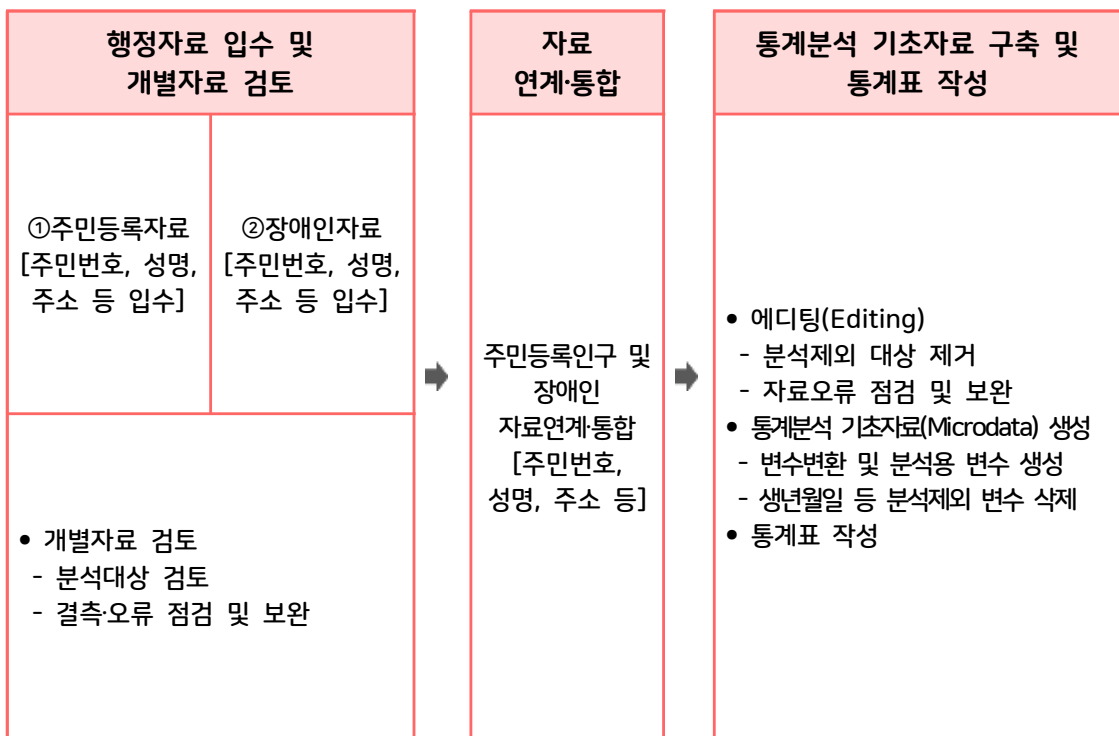 행정자료 입수 및
개별자료 검토
①주민등록자료
[주민번호, 성명,
주소 등 입수]
②장애인자료
[주민번호, 성명,
주소 등 입수]
• 개별자료 검토
- 분석대상 검토
- 결측·오류 점검 및 보완
자료
연계·통합
주민등록인구 및
장애인
자료연계·통합
[주민번호,
성명, 주소 등]
통계분석 기초자료 구축 및
통계표 작성
• 에디팅(Editing)
- 분석제외 대상 제거
- 자료오류 점검 및 보완
• 통계분석 기초자료(Microdata) 생성
- 변수변환 및 분석용 변수 생성
- 생년월일 등 분석제외 변수 삭제
• 통계표 작성